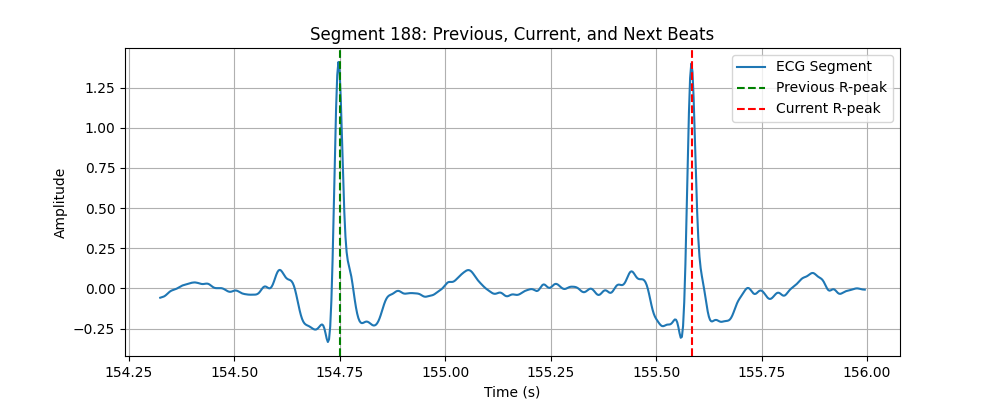 Segment 188: Previous, Current, and Next Beats
ECG Segment
Previous R-peak
Current R-peak
Amplitude
1.25
1.00
0.75
0.50
0.25
0.00
−0.25
154.25 154.50 154.75 155.00 155.25 155.50 155.75 156.00
Time (s)